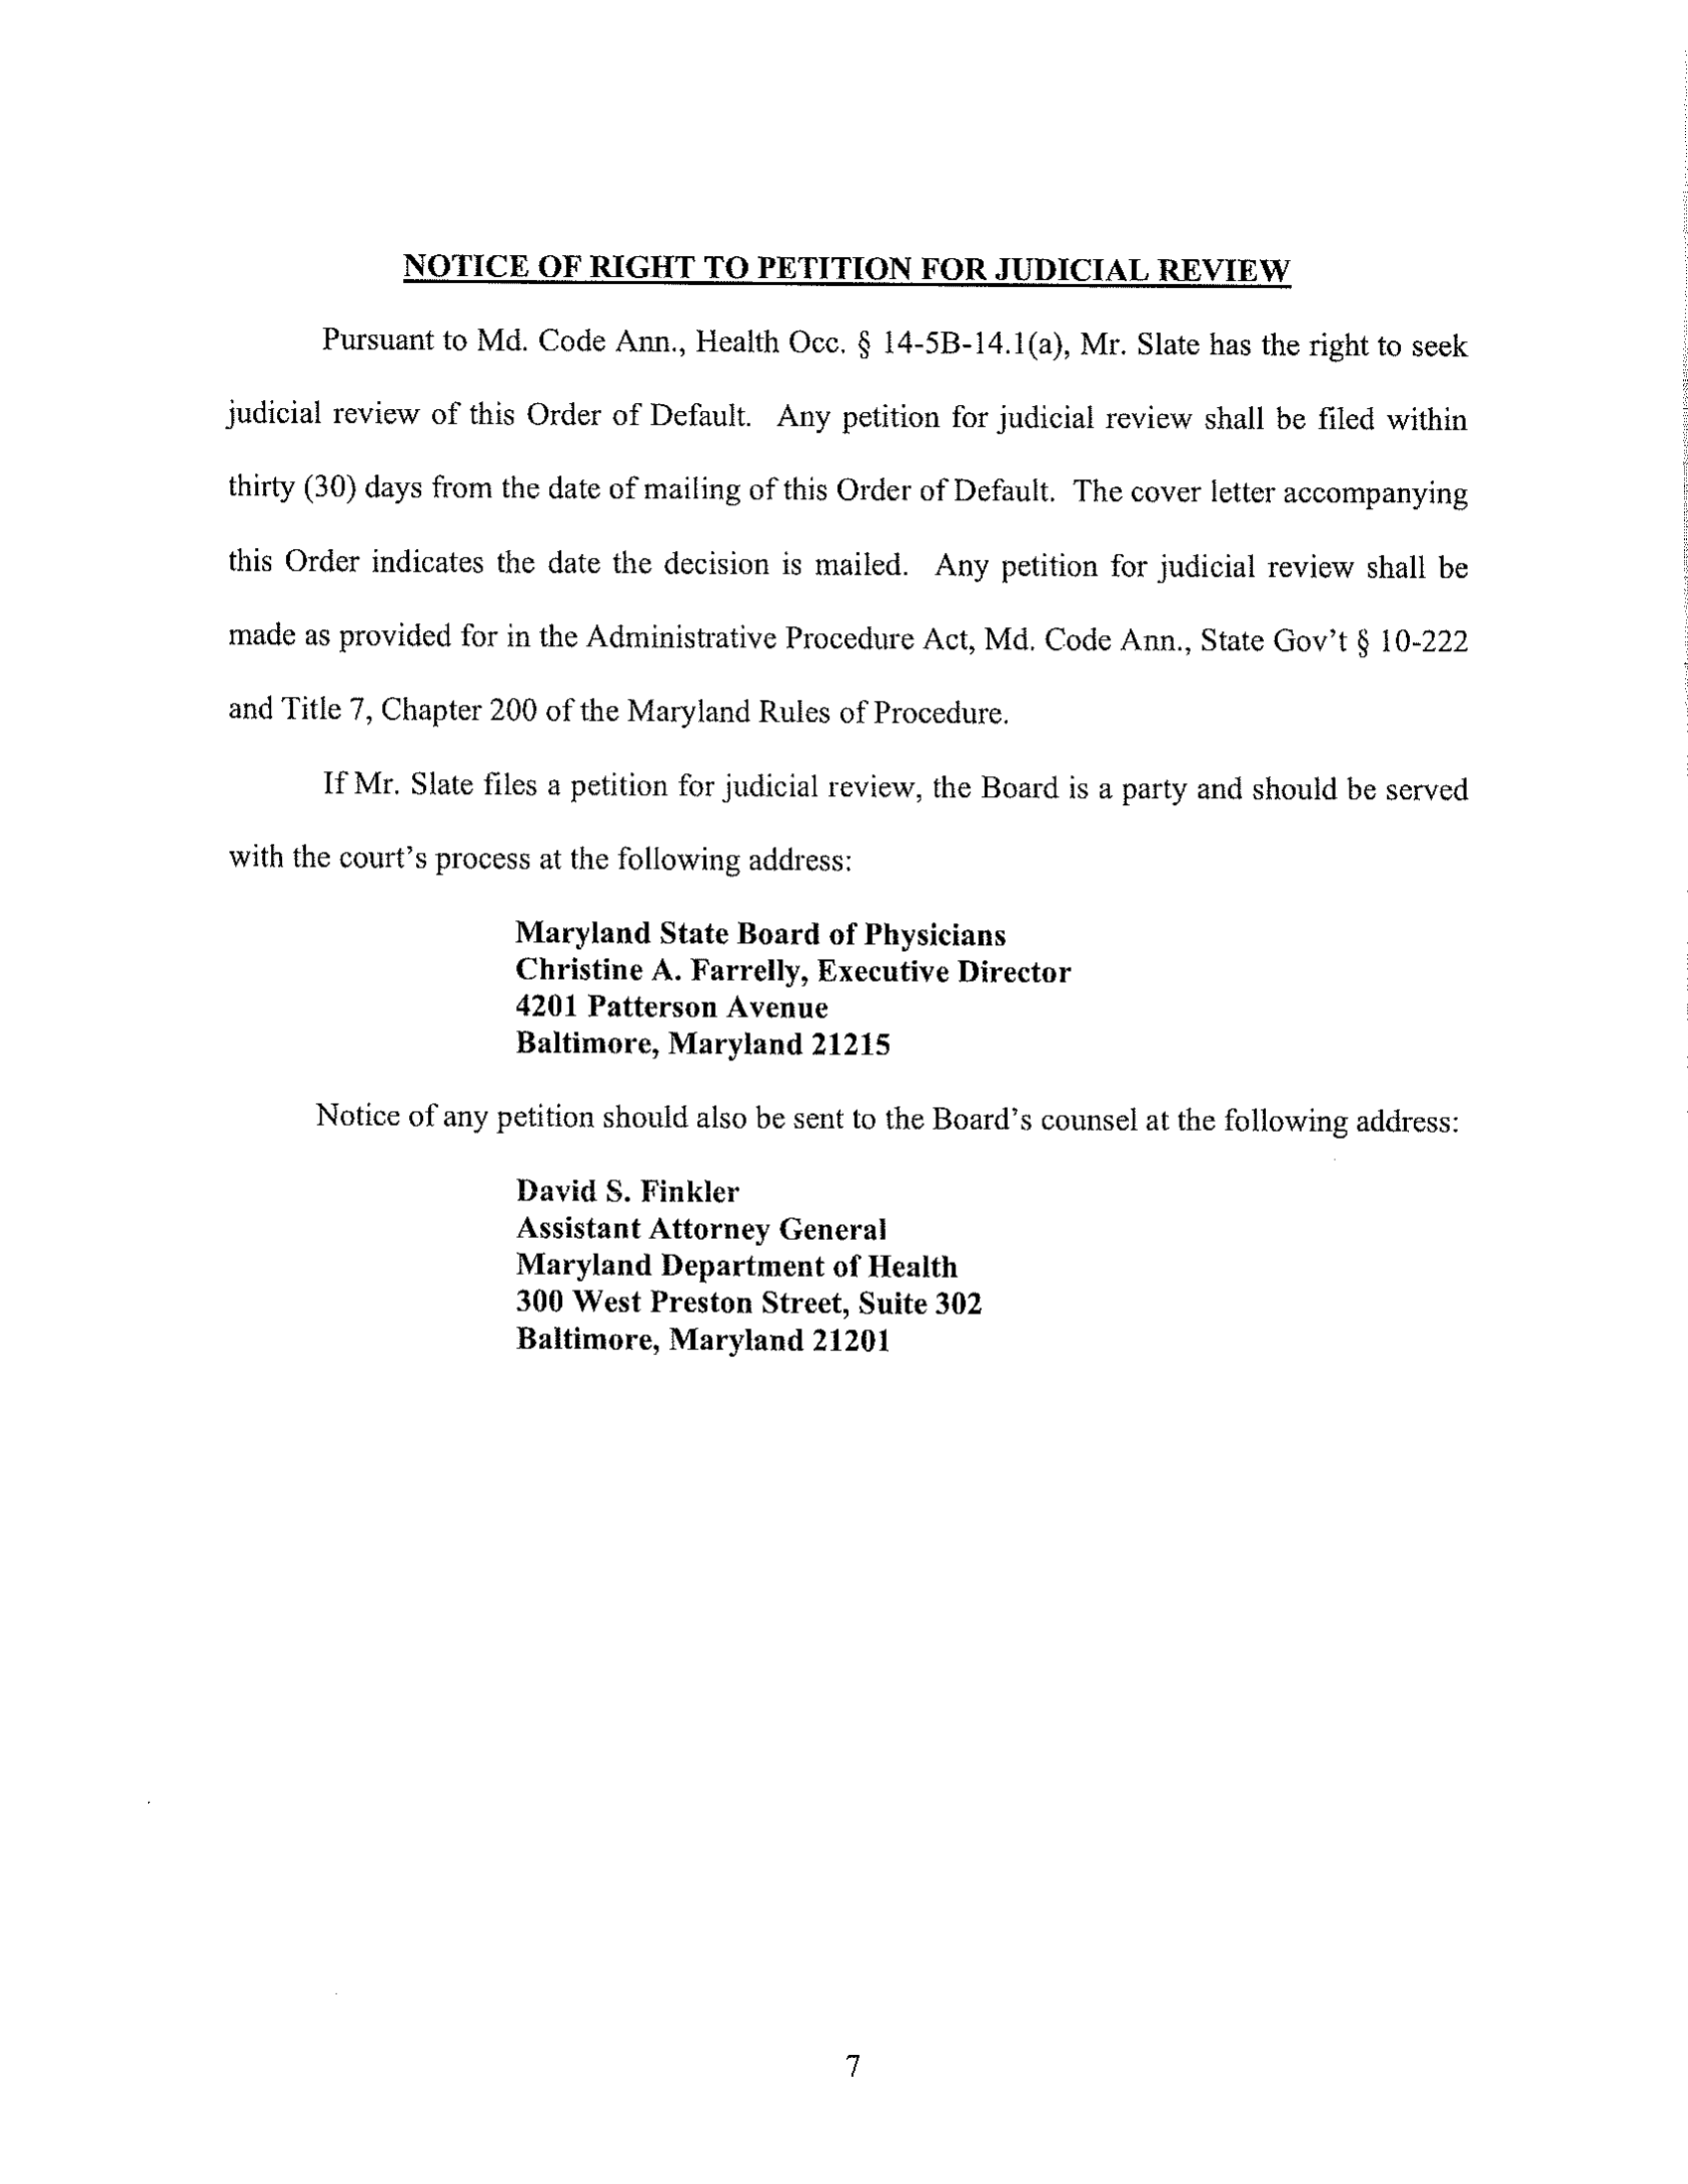 NOTICE OF RIGHT TO PETITION FOR JUDICIAL REVIEW
Pursuant to Md. Code Ann., Health Occ. § 14-5B-14.1(a), Mr. Slate has the right to seek
judicial review of this Order of Default. Any petition for judicial review shall be filed within
thirty (30) days from the date of mailing of this Order of Default. The cover letter accompanying
this Order indicates the date the decision is mailed. Any petition for judicial review shall be
made as provided for in the Administrative Procedure Act, Md. Code Ann., State Gov't § 10-222
and Title 7, Chapter 200 of the Maryland Rules of Procedure.
If Mr. Slate files a petition for judicial review, the Board is a party and should be served
with the court's process at the following address:
Maryland State Board of Physicians
Christine A. Farrelly, Executive Director
4201 Patterson Avenue
Baltimore, Maryland 21215
Notice of any petition should also be sent to the Board's counsel at the following address:
David S. Finkler
Assistant Attorney General
Maryland Department of Health
300 West Preston Street, Suite 302
Baltimore, Maryland 21201
7